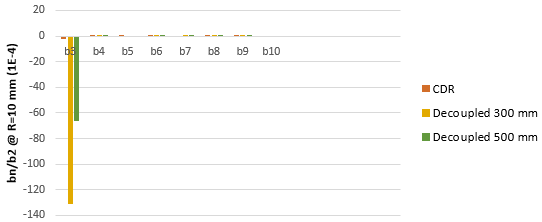 bn/b2 @ R=10 mm (1E-4)
20
0
-20
-40
-60
-80
-100
-120
-140
b3 b4 b5 b6 b7 b8 b9 b10
CDR
Decoupled 300 mm
Decoupled 500 mm